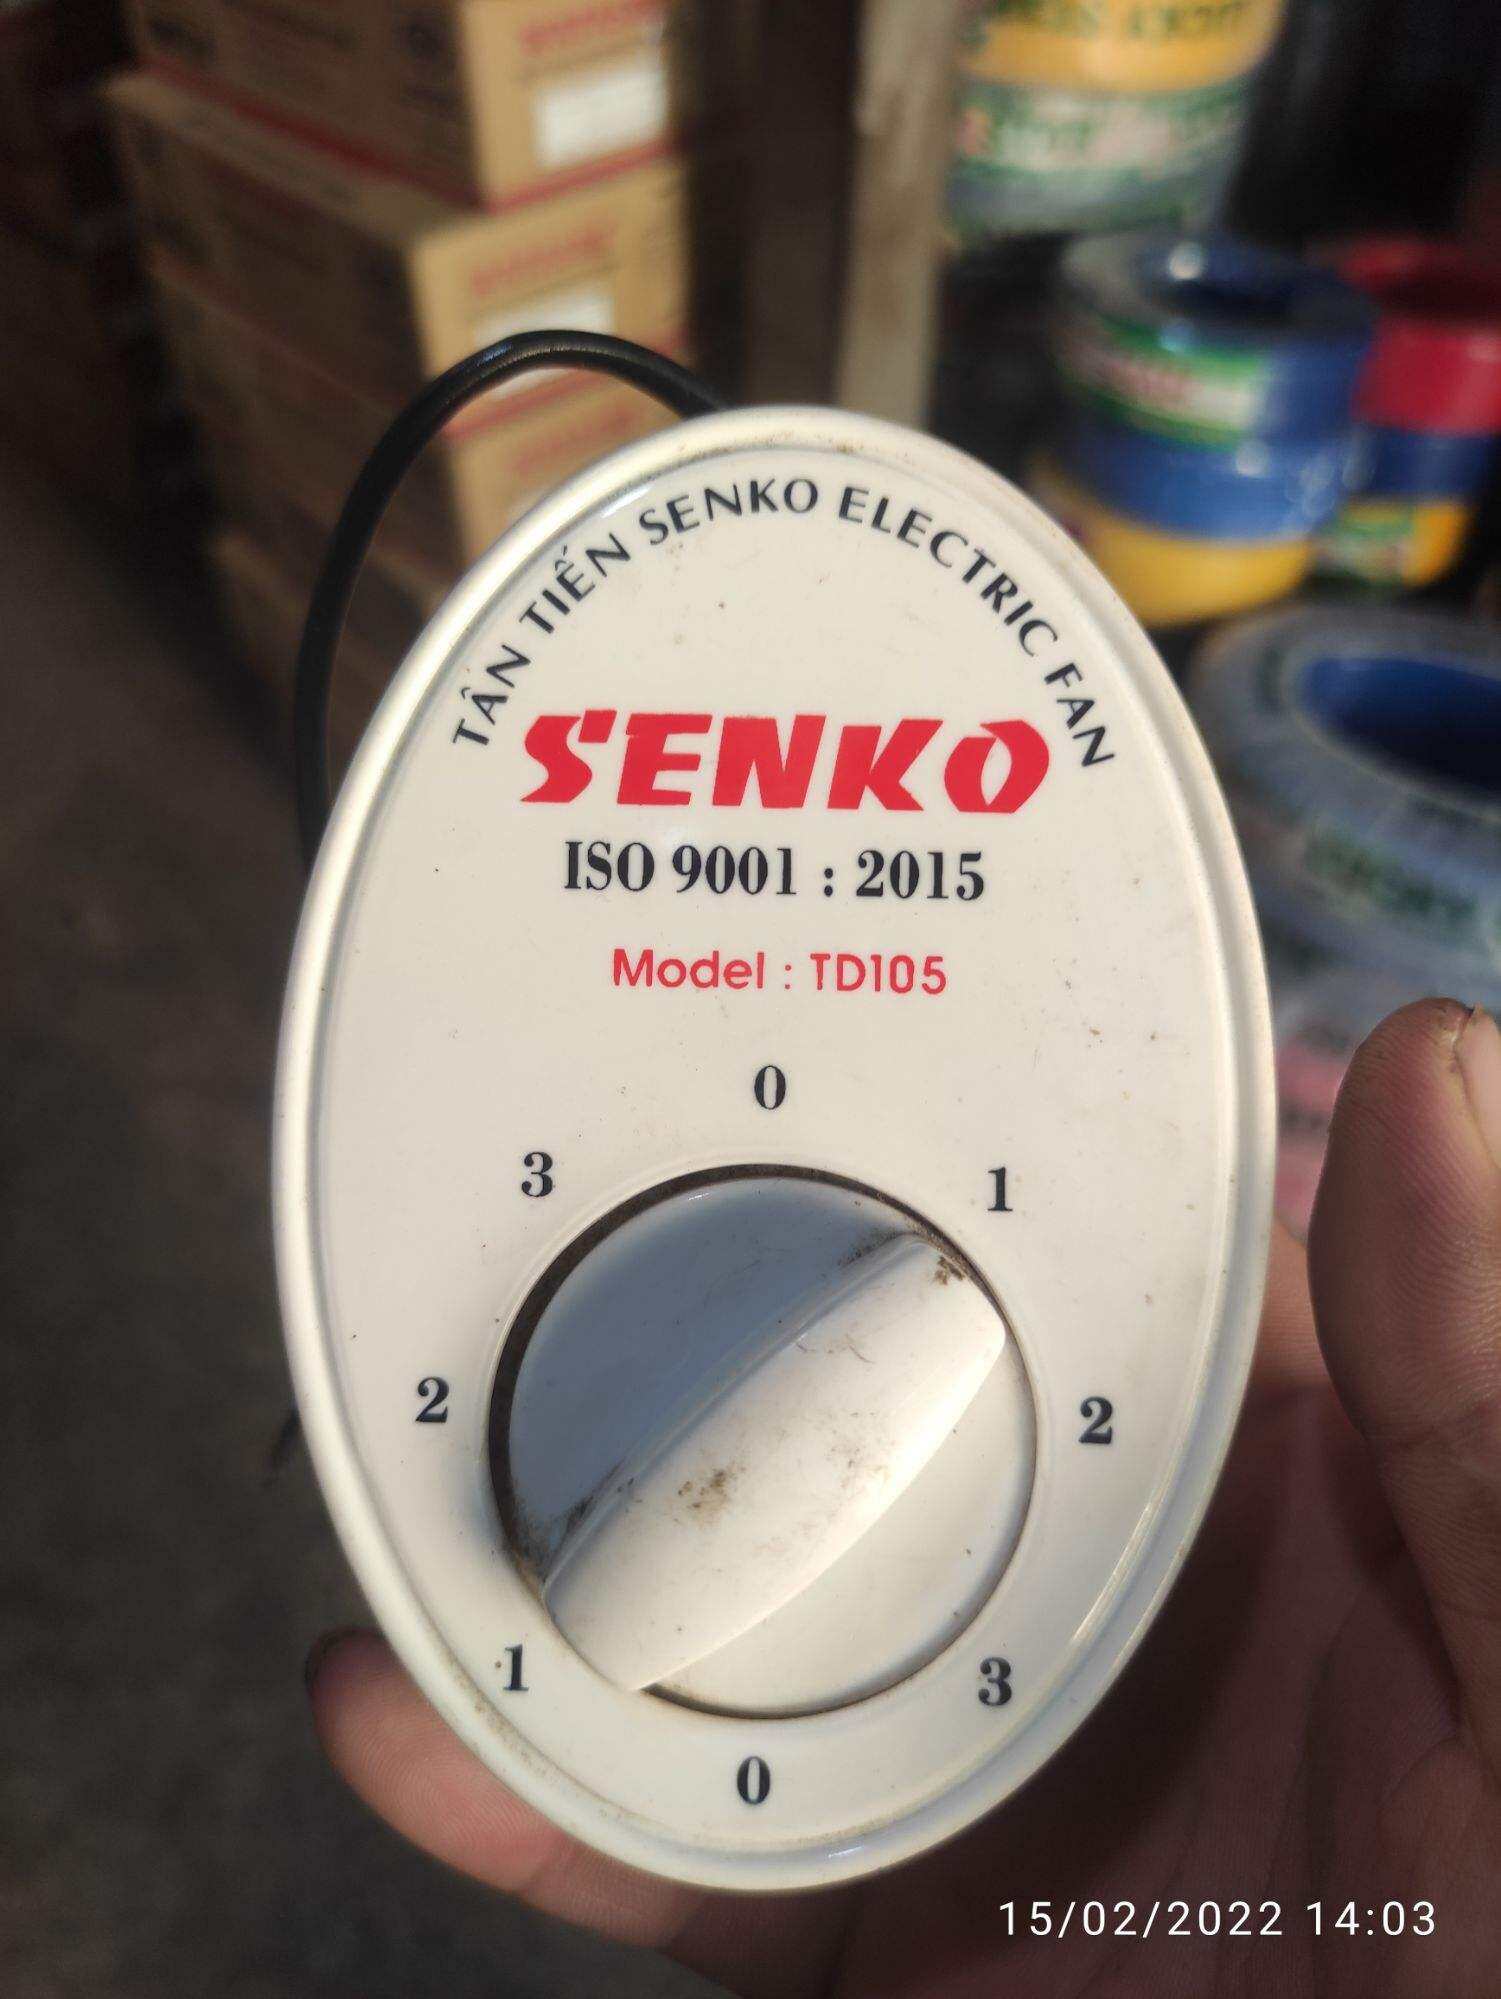 TÂN TIẾN SENKO ELECTRIC FAN
SENKO
ISO 9001 : 2015
Model : TD105
0
3 1
2 2
1 3
0
15/02/2022 14:03